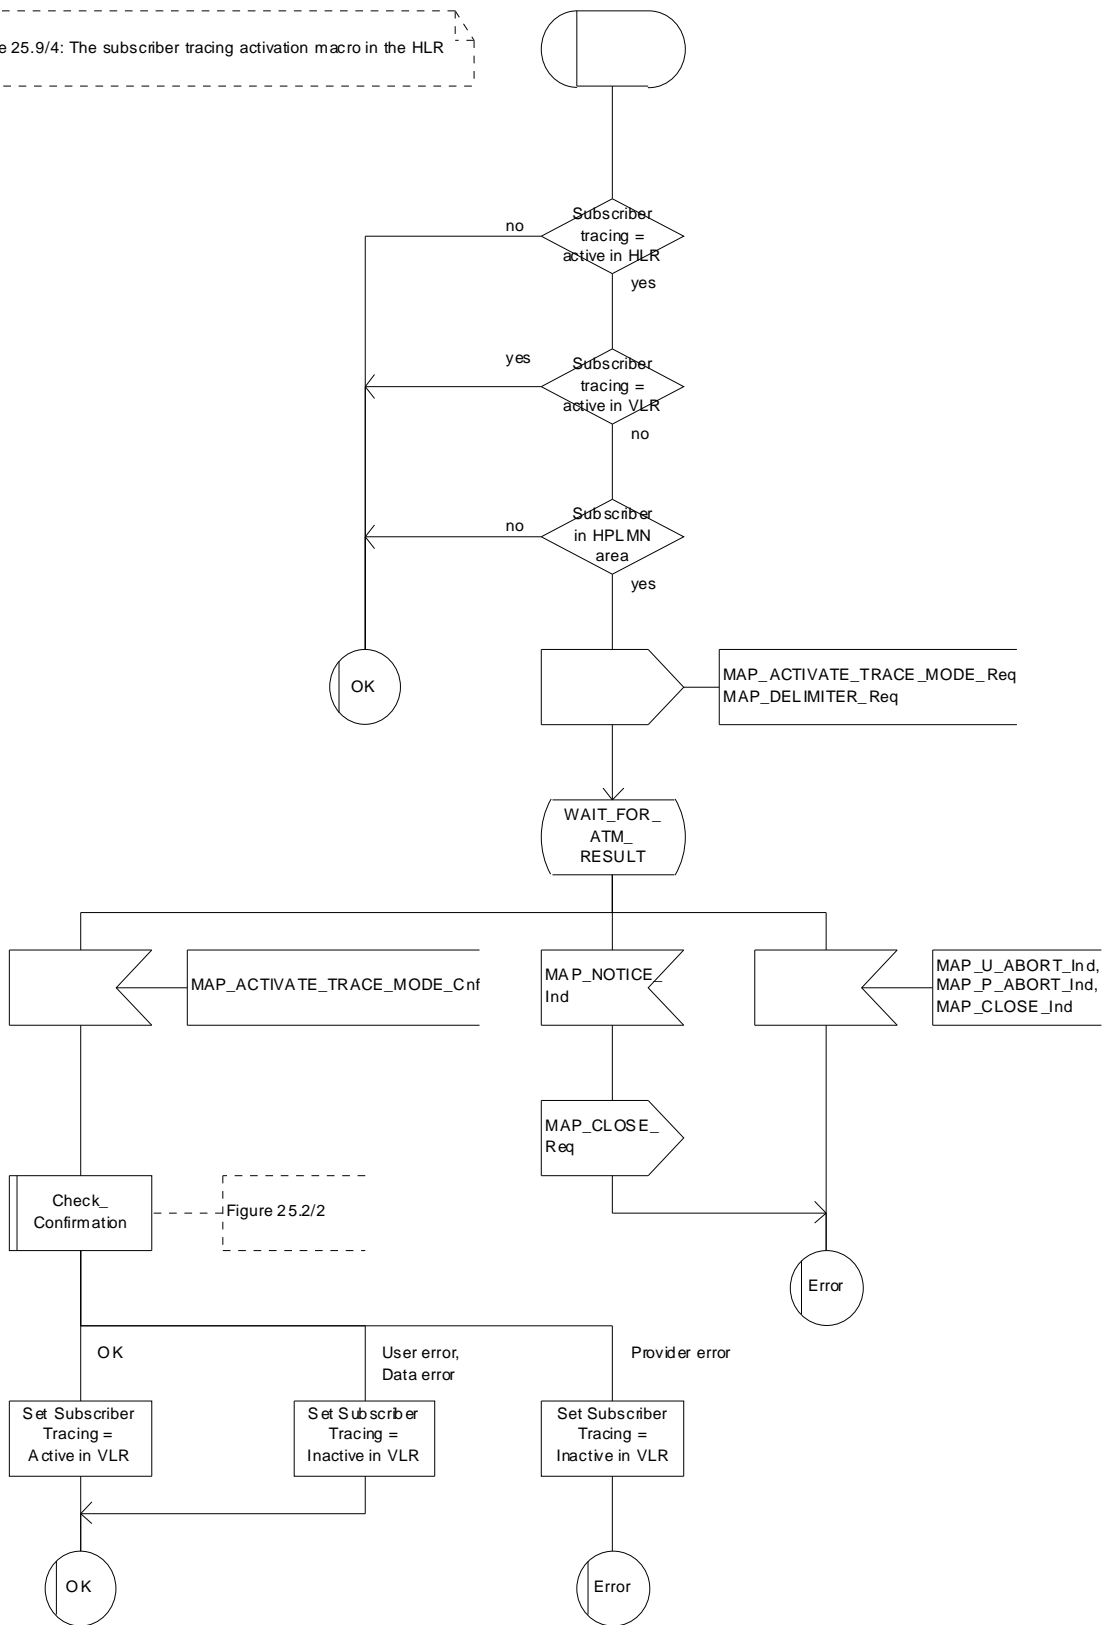 e 25.9/4: The subscriber tracing activation macro in the HLR
Subscriber
tracing =
active in HLR
no
yes
Subscriber
tracing =
active in VLR
yes
no
Subscriber
in HPLMN
area
no
yes
OK
MAP_ACTIVATE_TRACE_MODE_Req
MAP_DELIMITER_Req
WAIT_FOR_
ATM_
RESULT
MAP_ACTIVATE_TRACE_MODE_Cnf
MAP_NOTICE_
Ind
MAP_U_ABORT_Ind,
MAP_P_ABORT_Ind,
MAP_CLOSE_Ind
MAP_CLOSE_
Req
Check_
Confirmation
Figure 25.2/2
Error
OK
User error,
Data error
Provider error
Set Subscriber
Tracing =
Active in VLR
Set Subscriber
Tracing =
Inactive in VLR
Set Subscriber
Tracing =
Inactive in VLR
OK
Error